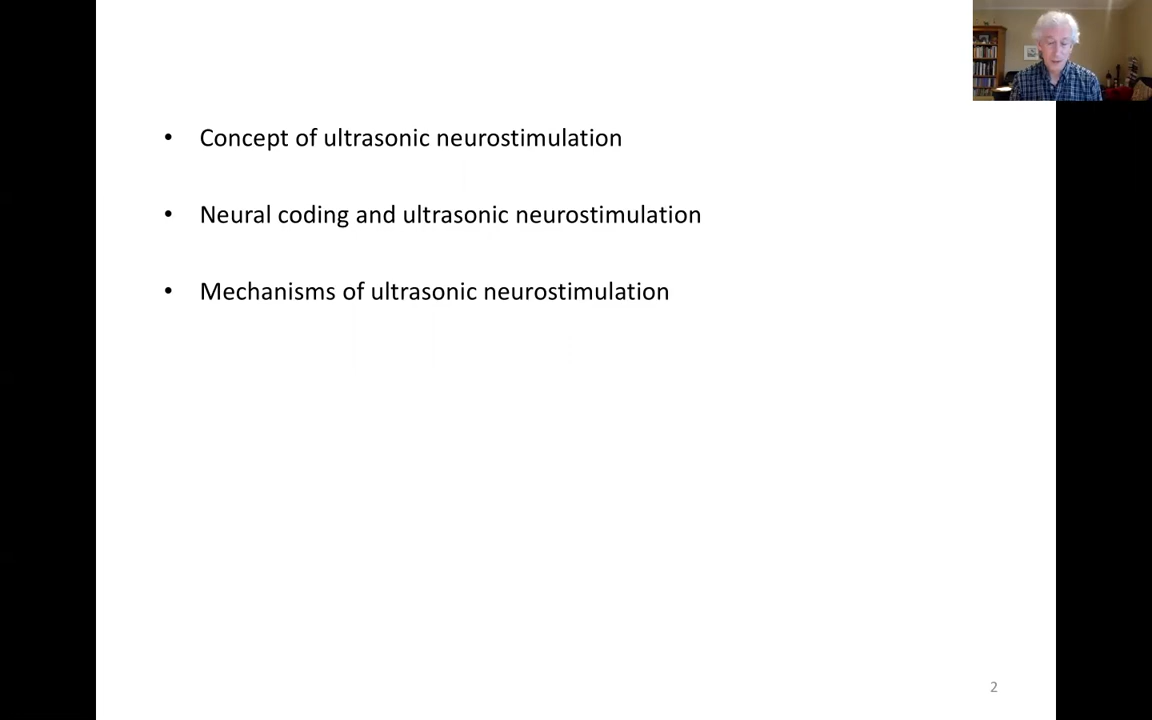 • Concept of ultrasonic neurostimulation
• Neural coding and ultrasonic neurostimulation
• Mechanisms of ultrasonic neurostimulation
2